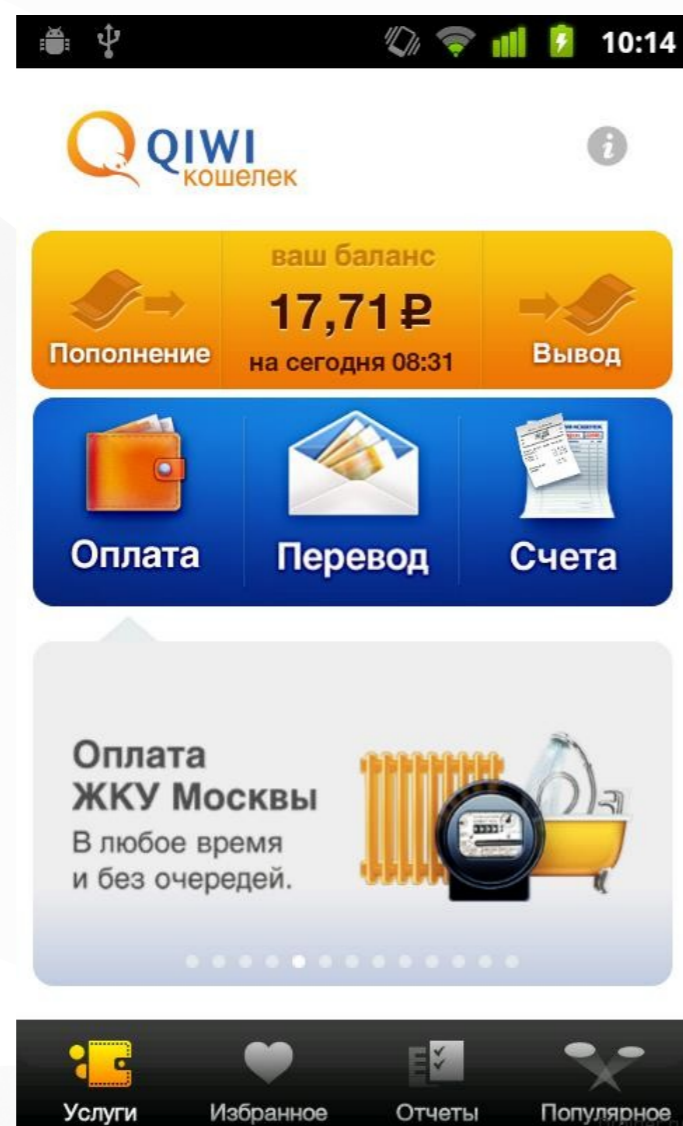 10:14
QIWI
кошелек
ваш баланс
17,71 ₽
на сегодня 08:31
Пополнение
Вывод
Оплата
Перевод
Счета
Оплата
ЖКУ Москвы
В любое время
и без очередей.
Услуги
Избранное
Отчеты
Популярное